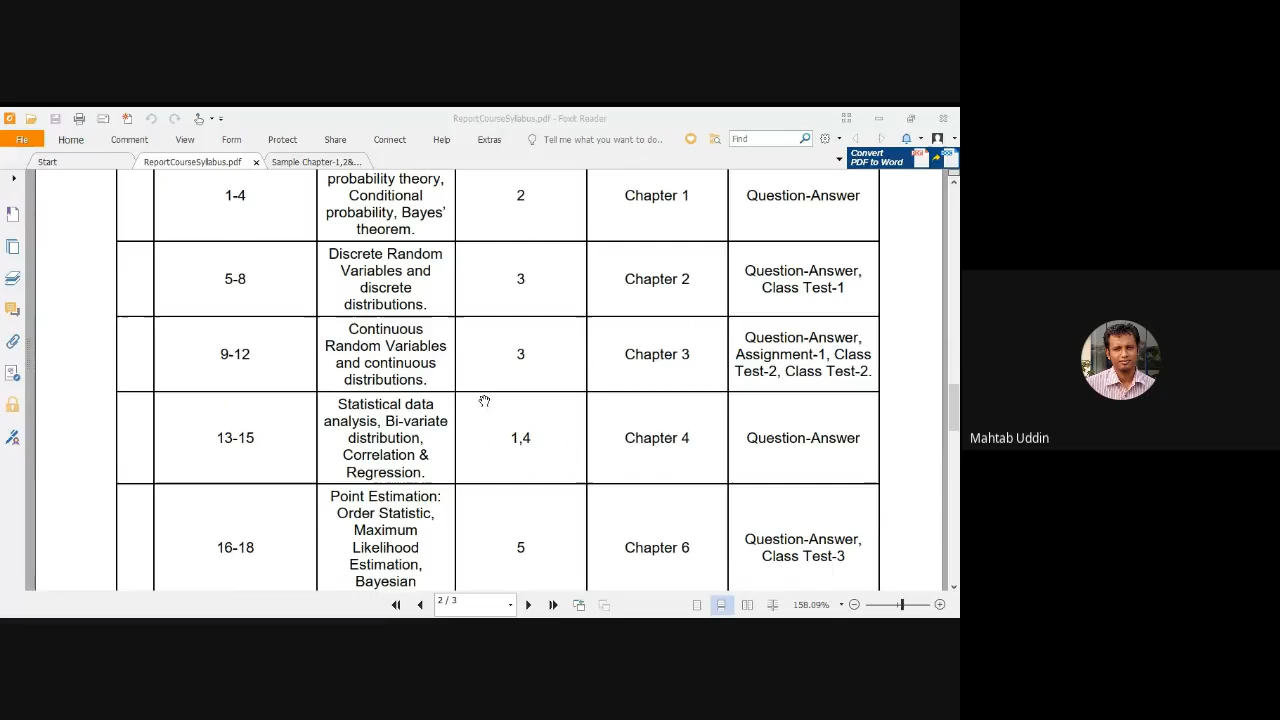 ReportCourseSyllabus.pdf - Foxit Reader
File Home Comment View Form Protect Share Connect Help Extras Tell me what you want to do.. Find
Start ReportCourseSyllabus.pdf Sample Chapter-1,2&...
Convert
PDF to Word
1-4
probability theory,
Conditional
probability, Bayes'
theorem.
2
Chapter 1
Question-Answer
5-8
Discrete Random
Variables and
discrete
distributions.
3
Chapter 2
Question-Answer,
Class Test-1
9-12
Continuous
Random Variables
and continuous
distributions.
3
Chapter 3
Question-Answer,
Assignment-1, Class
Test-2, Class Test-2.
13-15
Statistical data
analysis, Bi-variate
distribution,
Correlation &
Regression.
1,4
Chapter 4
Question-Answer
16-18
Point Estimation:
Order Statistic,
Maximum
Likelihood
Estimation,
Bayesian
5
Chapter 6
Question-Answer,
Class Test-3
2 / 3
158.09%
Mahtab Uddin